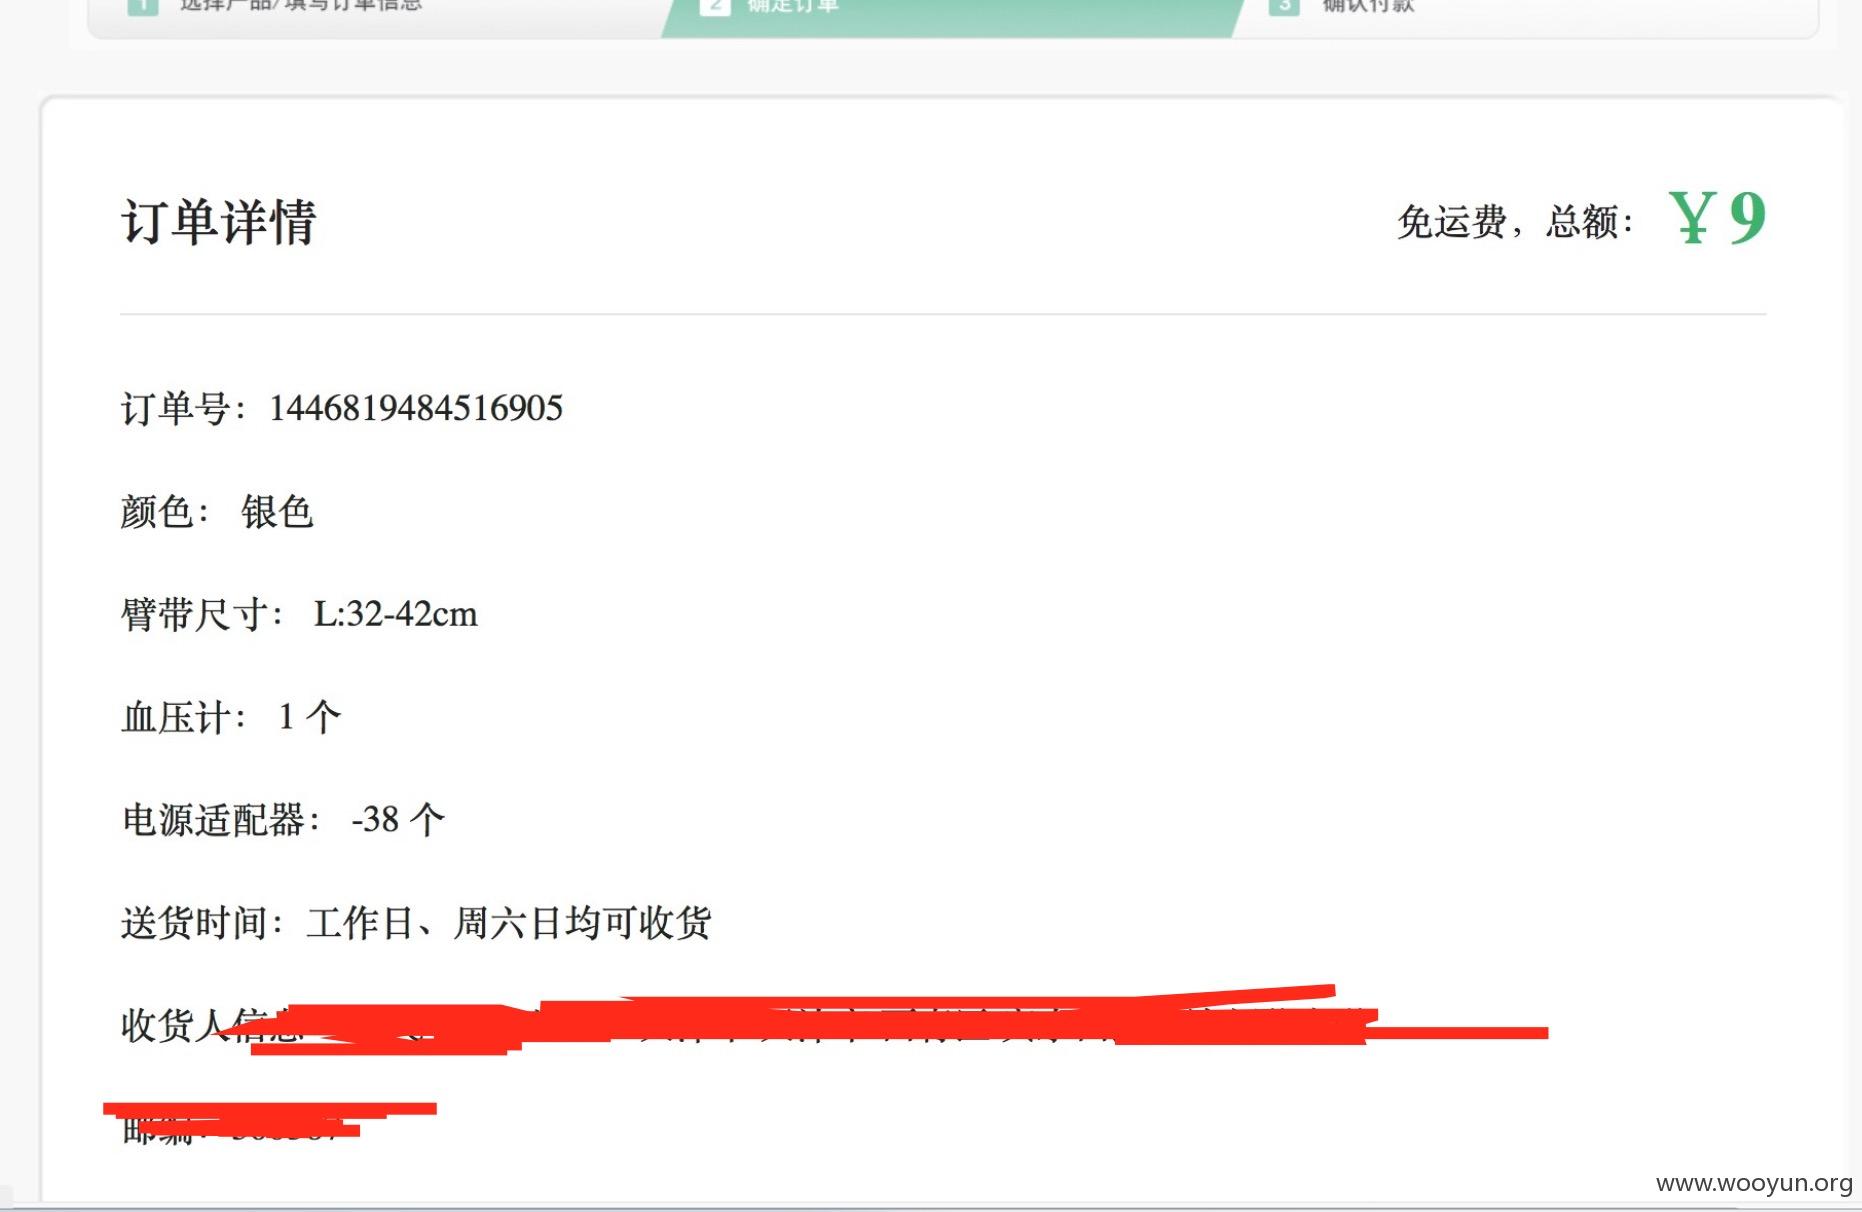 1 选择产品/填写订单信息 2 确定订单 3 确认付款
订单详情 免运费，总额： ￥9
订单号：1446819484516905
颜色： 银色
臂带尺寸： L:32-42cm
血压计： 1 个
电源适配器： -38 个
送货时间：工作日、周六日均可收货
收货人信息
邮编：
www.wooyun.org